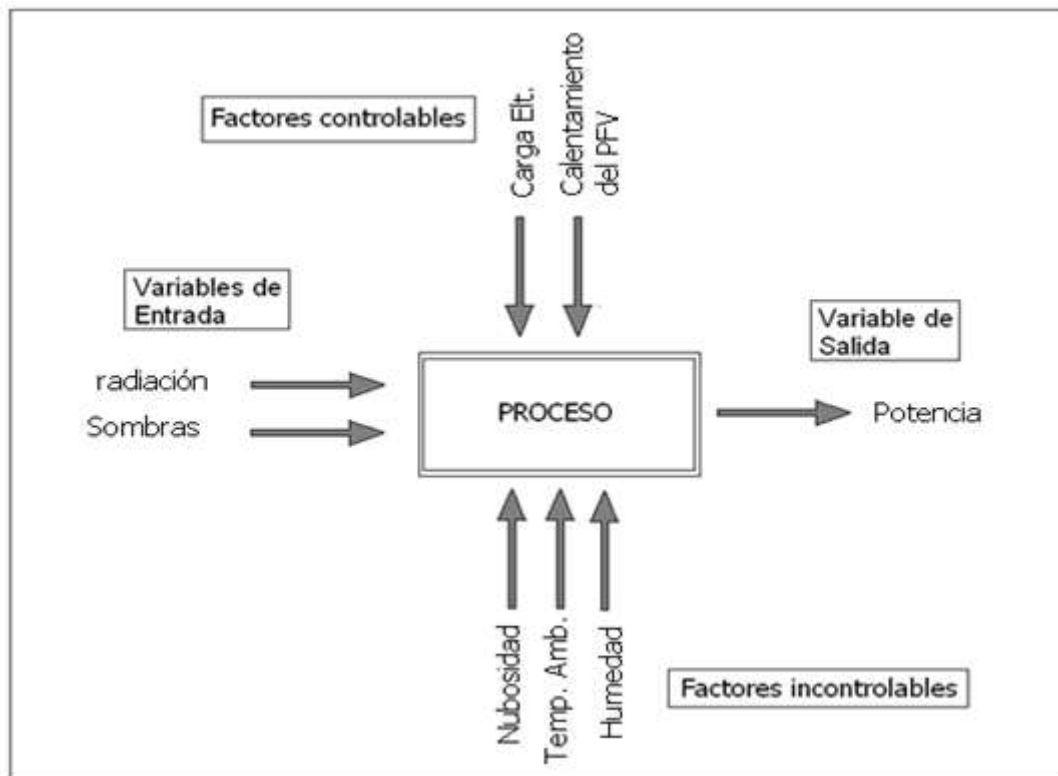 Factores controlables
Carga Elt.
Calentamiento
del PFV
Variables de
Entrada
radiación
Sombras
PROCESO
Variable de
Salida
Potencia
Nubosidad
Temp. Amb.
Humedad
Factores incontrolables